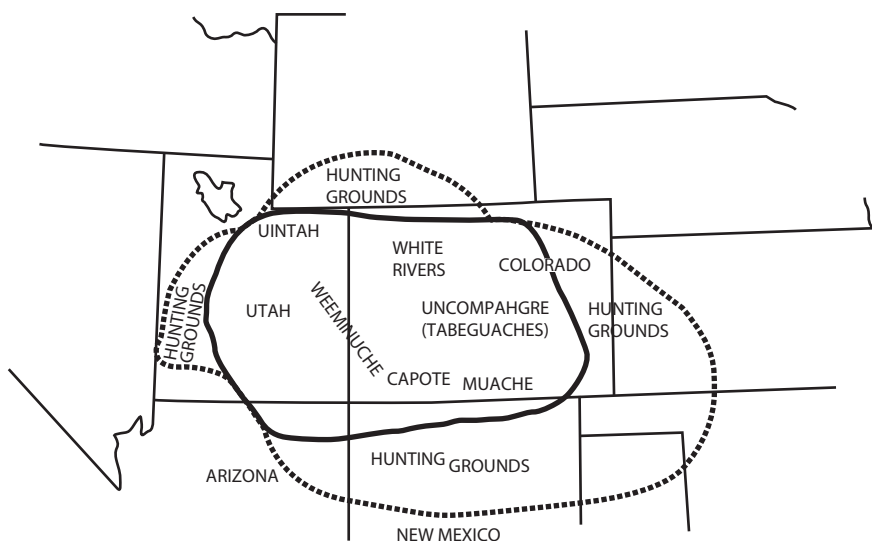 HUNTING
GROUNDS
UINTAH
WHITE
RIVERS
COLORADO
HUNTING
GROUNDS
UTAH
WEEMINUCHE
UNCOMPAHGRE
(TABEGUACHES)
HUNTING
GROUNDS
CAPOTE
MUACHE
HUNTING GROUNDS
ARIZONA
NEW MEXICO